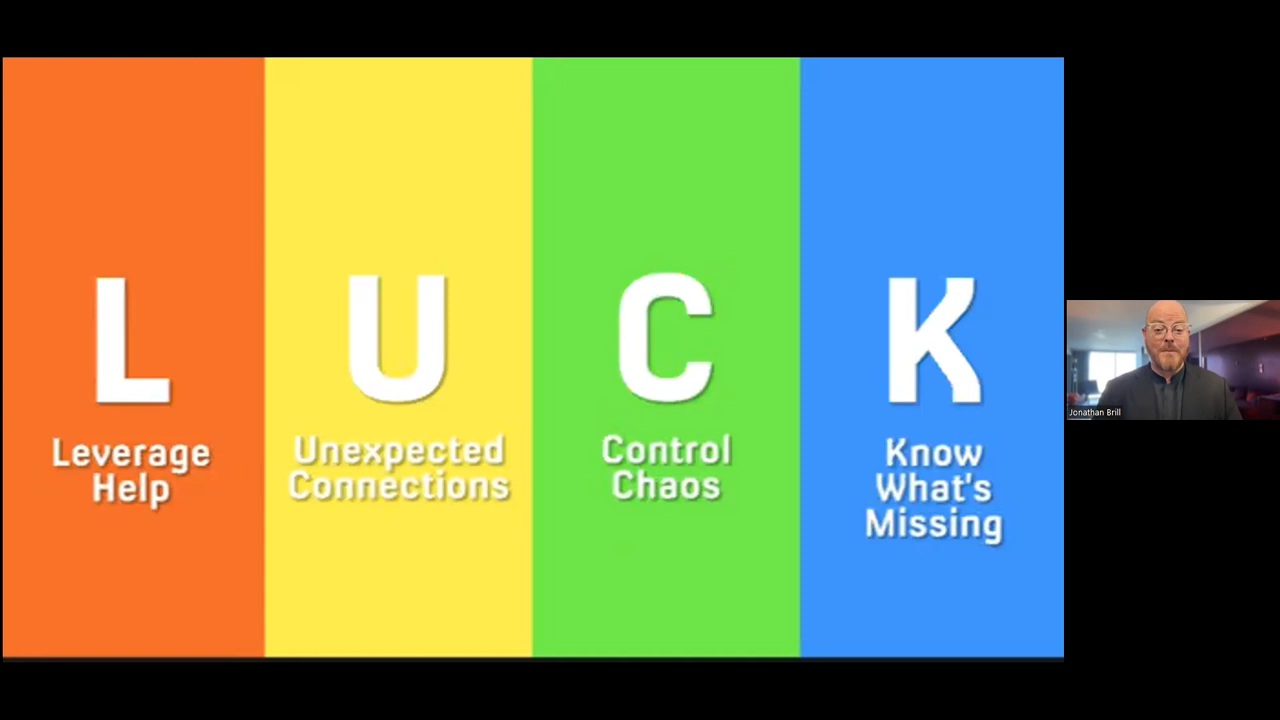 L
Leverage
Help
U
Unexpected
Connections
C
Control
Chaos
K
Know
What's
Missing
Jonathan Brill